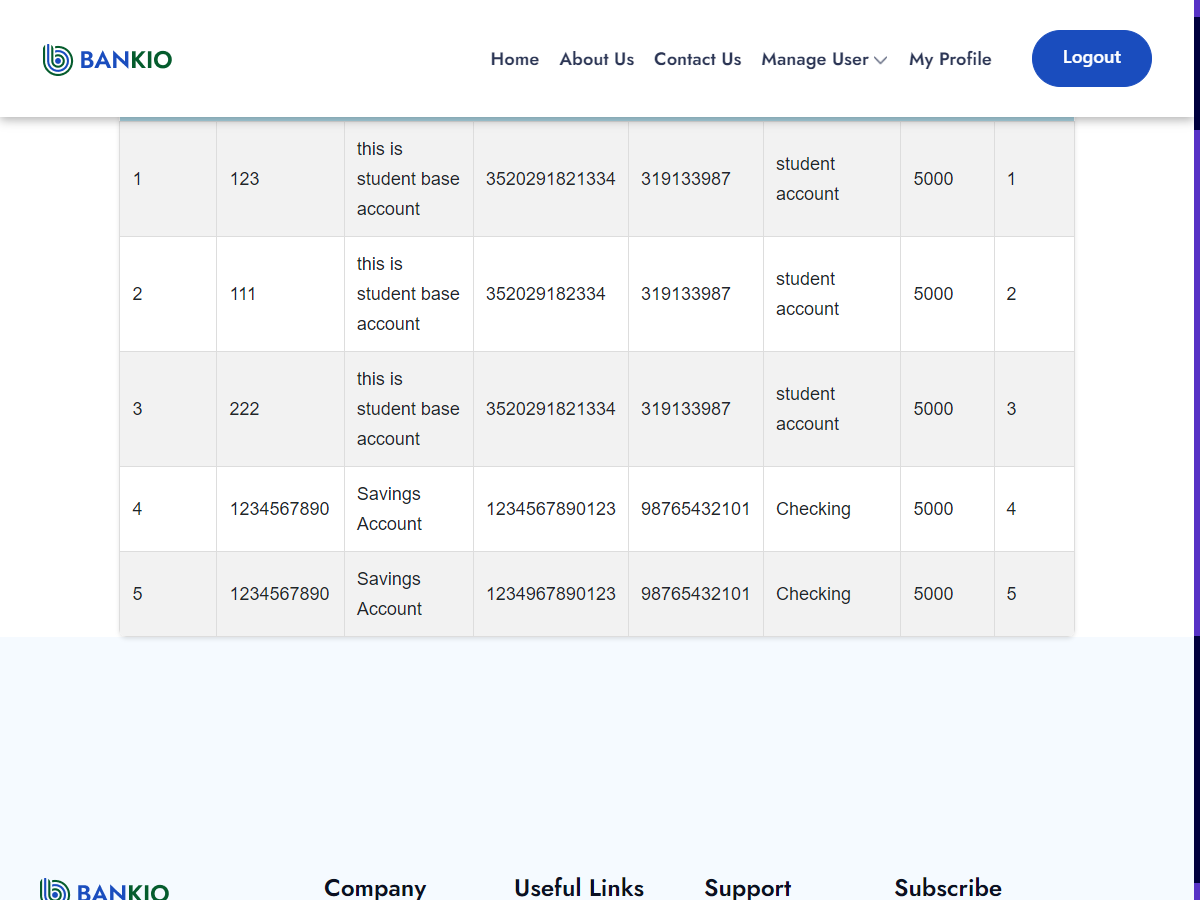 BANKIO
Home About Us Contact Us Manage User My Profile Logout
1 123 this is student base account 3520291821334 319133987 student account 5000 1
2 111 this is student base account 352029182334 319133987 student account 5000 2
3 222 this is student base account 3520291821334 319133987 student account 5000 3
4 1234567890 Savings Account 1234567890123 98765432101 Checking 5000 4
5 1234567890 Savings Account 1234967890123 98765432101 Checking 5000 5
BANKIO
Company Useful Links Support Subscribe